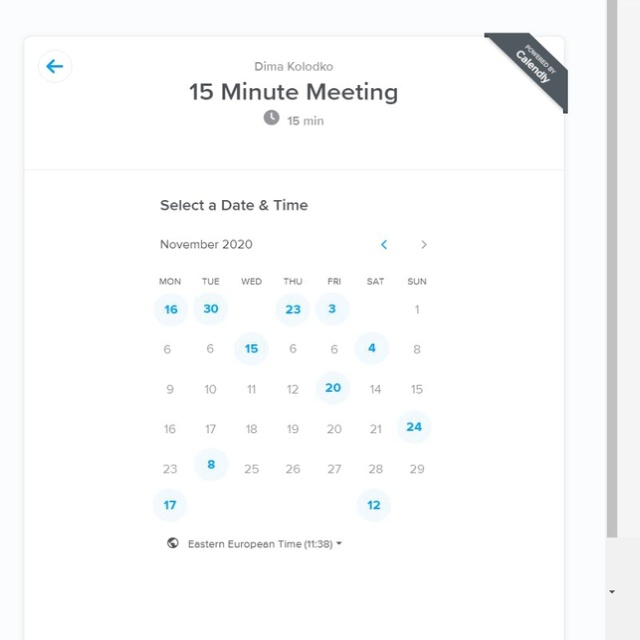 Dima Kolodko
15 Minute Meeting
15 min
POWERED BY
Calendly
Select a Date & Time
November 2020
MON TUE WED THU FRI SAT SUN
16 30 23 3 1
6 6 15 6 6 4 8
9 10 11 12 20 14 15
16 17 18 19 20 21 24
23 8 25 26 27 28 29
17 12
Eastern European Time (11:38)